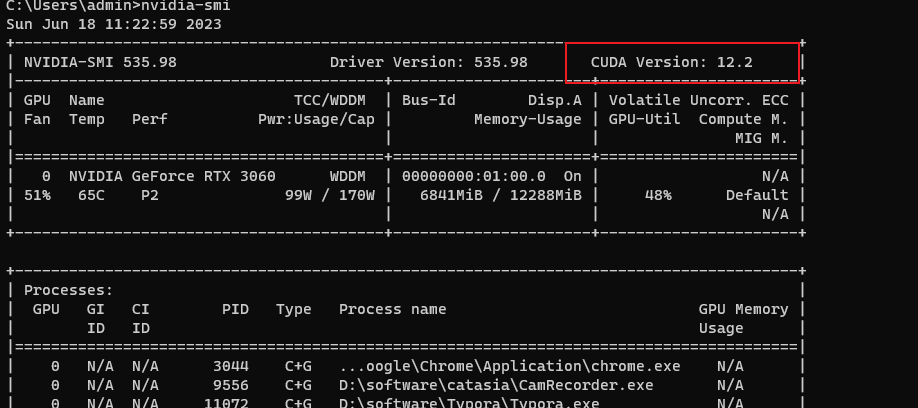 C:\Users\admin>nvidia-smi
Sun Jun 18 11:22:59 2023
+---------------------------------------------------------------------------------------+
| NVIDIA-SMI 535.98                 Driver Version: 535.98       CUDA Version: 12.2     |
|-----------------------------------------+----------------------+----------------------+
| GPU  Name                     TCC/WDDM  | Bus-Id        Disp.A | Volatile Uncorr. ECC |
| Fan  Temp   Perf          Pwr:Usage/Cap |         Memory-Usage | GPU-Util  Compute M. |
|                                         |                      |               MIG M. |
|=========================================+======================+======================|
|   0  NVIDIA GeForce RTX 3060      WDDM  | 00000000:01:00.0  On |                  N/A |
| 51%   65C    P2              99W / 170W |   6841MiB / 12288MiB |     48%      Default |
|                                         |                      |                  N/A |
+-----------------------------------------+----------------------+----------------------+
+---------------------------------------------------------------------------------------+
| Processes:                                                                            |
|  GPU   GI   CI        PID   Type   Process name                            GPU Memory |
|        ID   ID                                                             Usage      |
|=======================================================================================|
|    0   N/A  N/A      3044    C+G   ...oogle\Chrome\Application\chrome.exe    N/A      |
|    0   N/A  N/A      9556    C+G   D:\software\catasia\CamRecorder.exe       N/A      |
|    0   N/A  N/A     11072    C+G   D:\software\Typora\Typora.exe             N/A      |